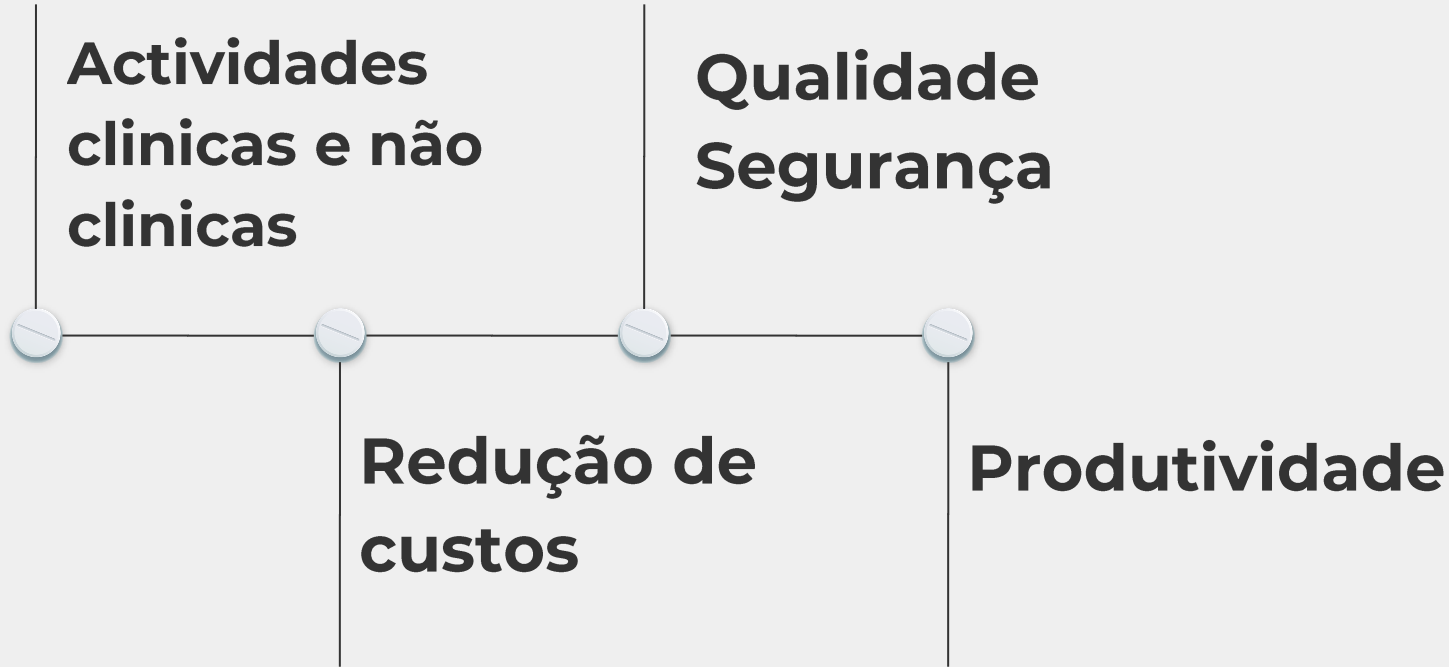 Actividades
clinicas e não
clinicas
Qualidade
Segurança
Redução de
custos
Produtividade